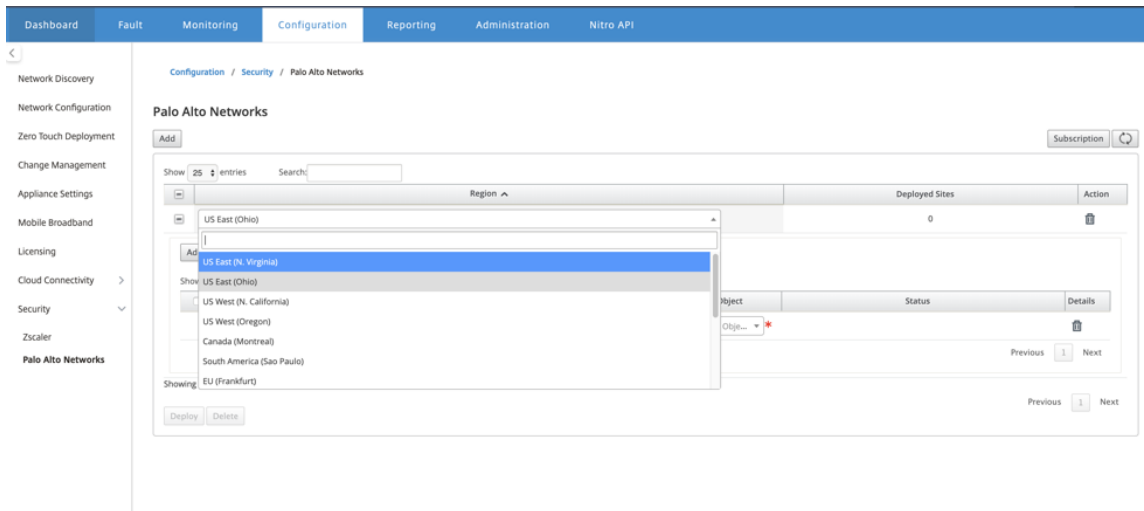 Dashboard Fault Monitoring Configuration Reporting Administration Nitro API
Network Discovery
Network Configuration
Zero Touch Deployment
Change Management
Appliance Settings
Mobile Broadband
Licensing
Cloud Connectivity
Security
Zscaler
Palo Alto Networks
Configuration / Security / Palo Alto Networks
Palo Alto Networks
Add Subscription
Show 25 entries Search:
Region Deployed Sites Action
US East (Ohio) 0
Ad
US East (N. Virginia)
Show US East (Ohio)
US West (N. California)
Object Status Details
US West (Oregon)
Obje... *
Canada (Montreal)
South America (Sao Paulo)
Previous 1 Next
EU (Frankfurt)
Showing
Previous 1 Next
Deploy Delete